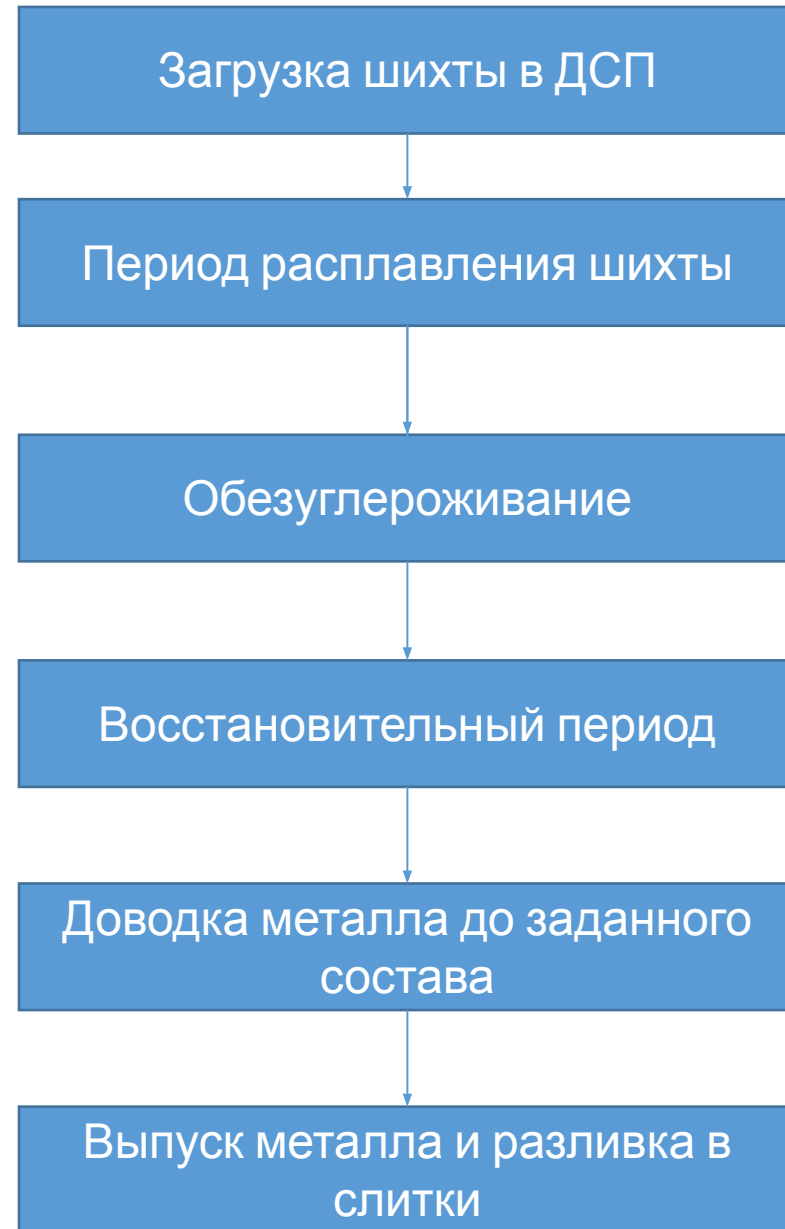 Загрузка шихты в ДСП
Период расплавления шихты
Обезуглероживание
Восстановительный период
Доводка металла до заданного
состава
Выпуск металла и разливка в
слитки